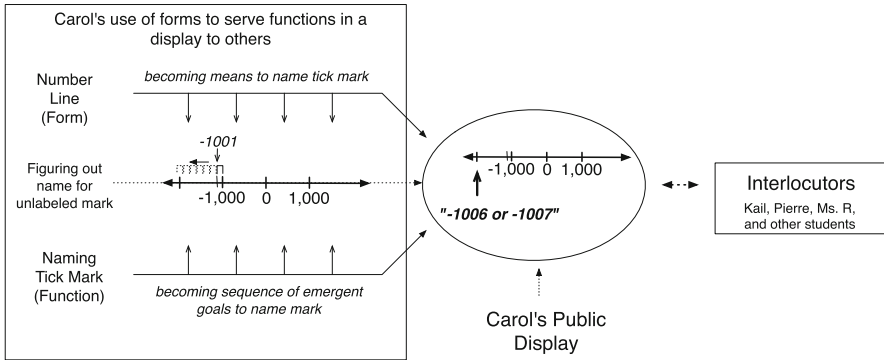 Carol's use of forms to serve functions in a
display to others
Number
Line
(Form)
becoming means to name tick mark
-1001
Figuring out
name for
unlabeled mark
-1,000 0 1,000
Naming
Tick Mark
(Function)
becoming sequence of emergent
goals to name mark
-1,000 0 1,000
"-1006 or -1007"
Carol's Public
Display
Interlocutors
Kail, Pierre, Ms. R,
and other students